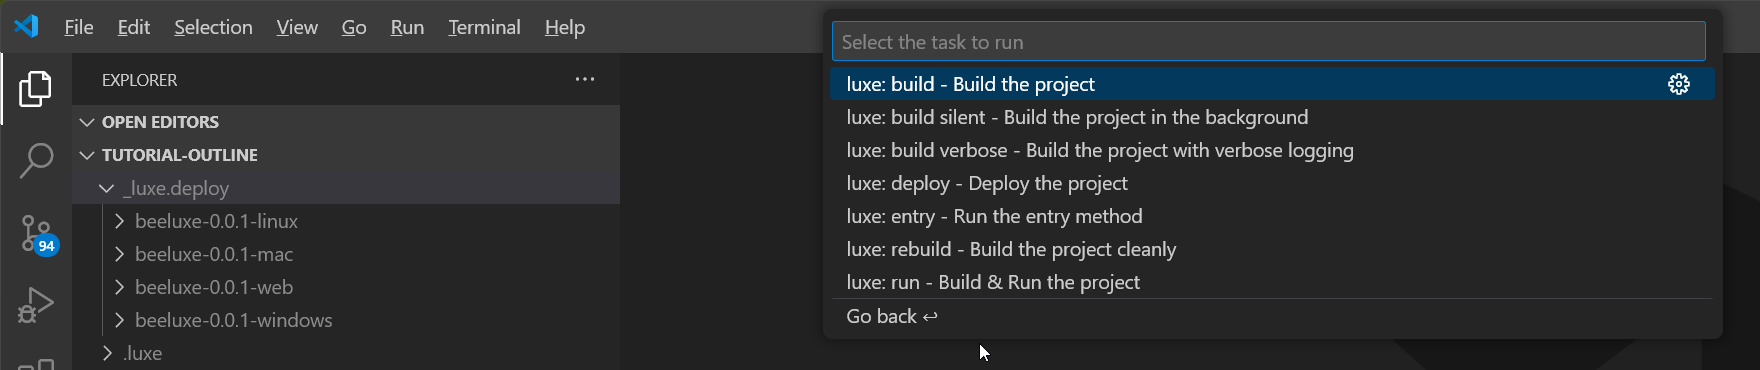 File Edit Selection View Go Run Terminal Help
EXPLORER ···
OPEN EDITORS
TUTORIAL-OUTLINE
_luxe.deploy
beeluxe-0.0.1-linux
beeluxe-0.0.1-mac
beeluxe-0.0.1-web
beeluxe-0.0.1-windows
.luxe
94
Select the task to run
luxe: build - Build the project
luxe: build silent - Build the project in the background
luxe: build verbose - Build the project with verbose logging
luxe: deploy - Deploy the project
luxe: entry - Run the entry method
luxe: rebuild - Build the project cleanly
luxe: run - Build & Run the project
Go back ↩